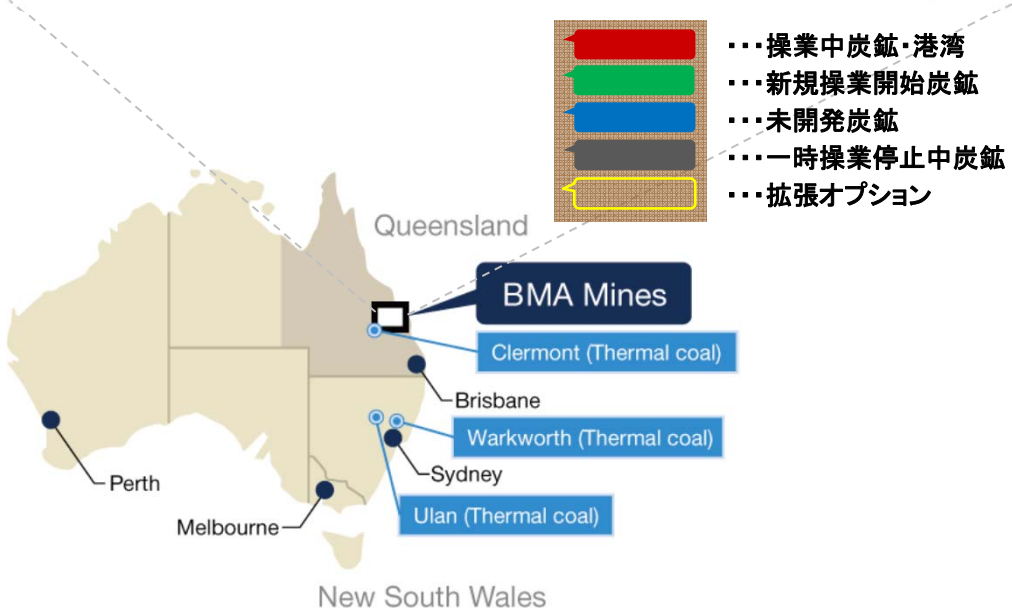 ・・・操業中炭鉱・港湾
・・・新規操業開始炭鉱
・・・未開発炭鉱
・・・一時操業停止中炭鉱
・・・拡張オプション
Queensland
BMA Mines
Clermont (Thermal coal)
Brisbane
Warkworth (Thermal coal)
Sydney
Perth
Ulan (Thermal coal)
Melbourne
New South Wales